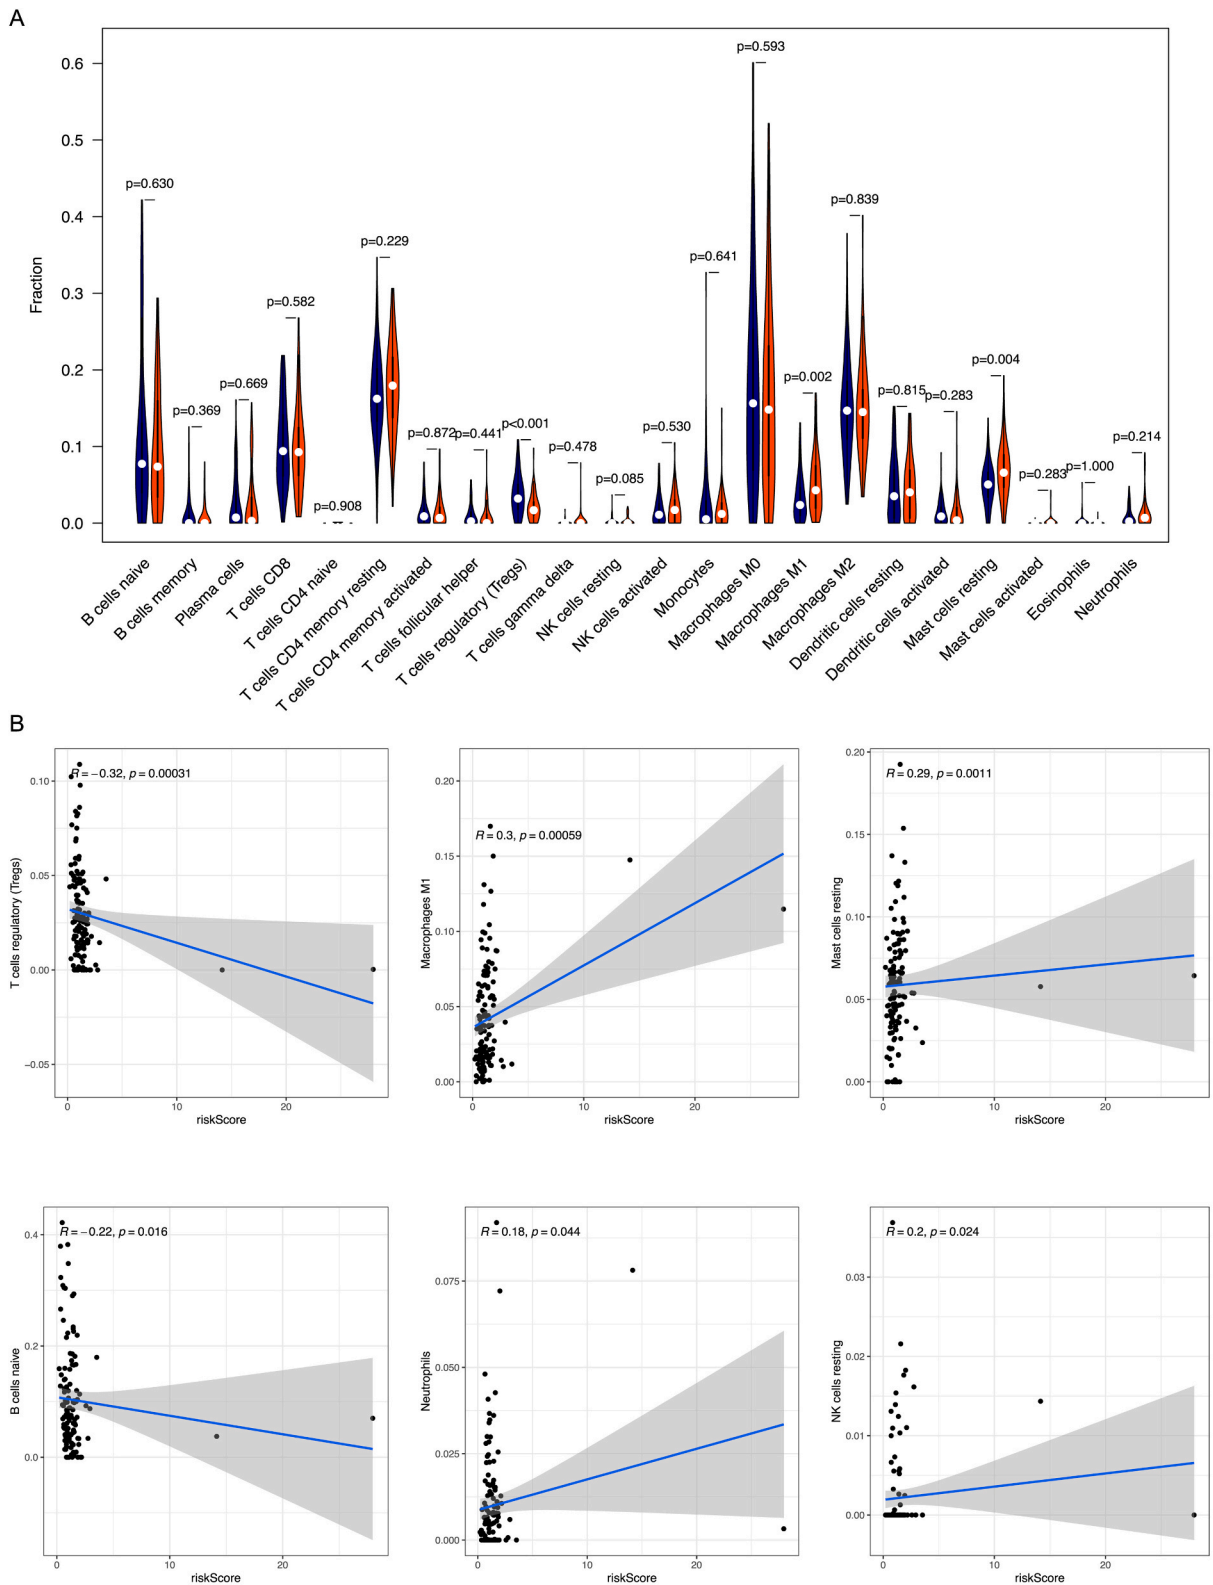 A
Fraction
0.6
0.5
0.4
0.3
0.2
0.1
0.0
p=0.630
p=0.369
p=0.669
p=0.582
p=0.908
p=0.229
p=0.872
p=0.441
p<0.001
p=0.478
p=0.085
p=0.530
p=0.641
p=0.593
p=0.002
p=0.839
p=0.815
p=0.283
p=0.004
p=0.283
p=1.000
p=0.214
B cells naive
B cells memory
Plasma cells
T cells CD8
T cells CD4 naive
T cells CD4 memory resting
T cells CD4 memory activated
T cells follicular helper
T cells regulatory (Tregs)
T cells gamma delta
NK cells resting
NK cells activated
Monocytes
Macrophages M0
Macrophages M1
Macrophages M2
Dendritic cells resting
Dendritic cells activated
Mast cells resting
Mast cells activated
Eosinophils
Neutrophils
B
T cells regulatory (Tregs)
R = −0.32, p = 0.00031
0.10
0.05
0.00
−0.05
0 10 20
riskScore
Macrophages M1
R = 0.3, p = 0.00059
0.20
0.15
0.10
0.05
0.00
0 10 20
riskScore
Mast cells resting
R = 0.29, p = 0.0011
0.20
0.15
0.10
0.05
0.00
0 10 20
riskScore
B cells naive
R = −0.22, p = 0.016
0.4
0.2
0.0
0 10 20
riskScore
Neutrophils
R = 0.18, p = 0.044
0.075
0.050
0.025
0.000
0 10 20
riskScore
NK cells resting
R = 0.2, p = 0.024
0.03
0.02
0.01
0.00
0 10 20
riskScore